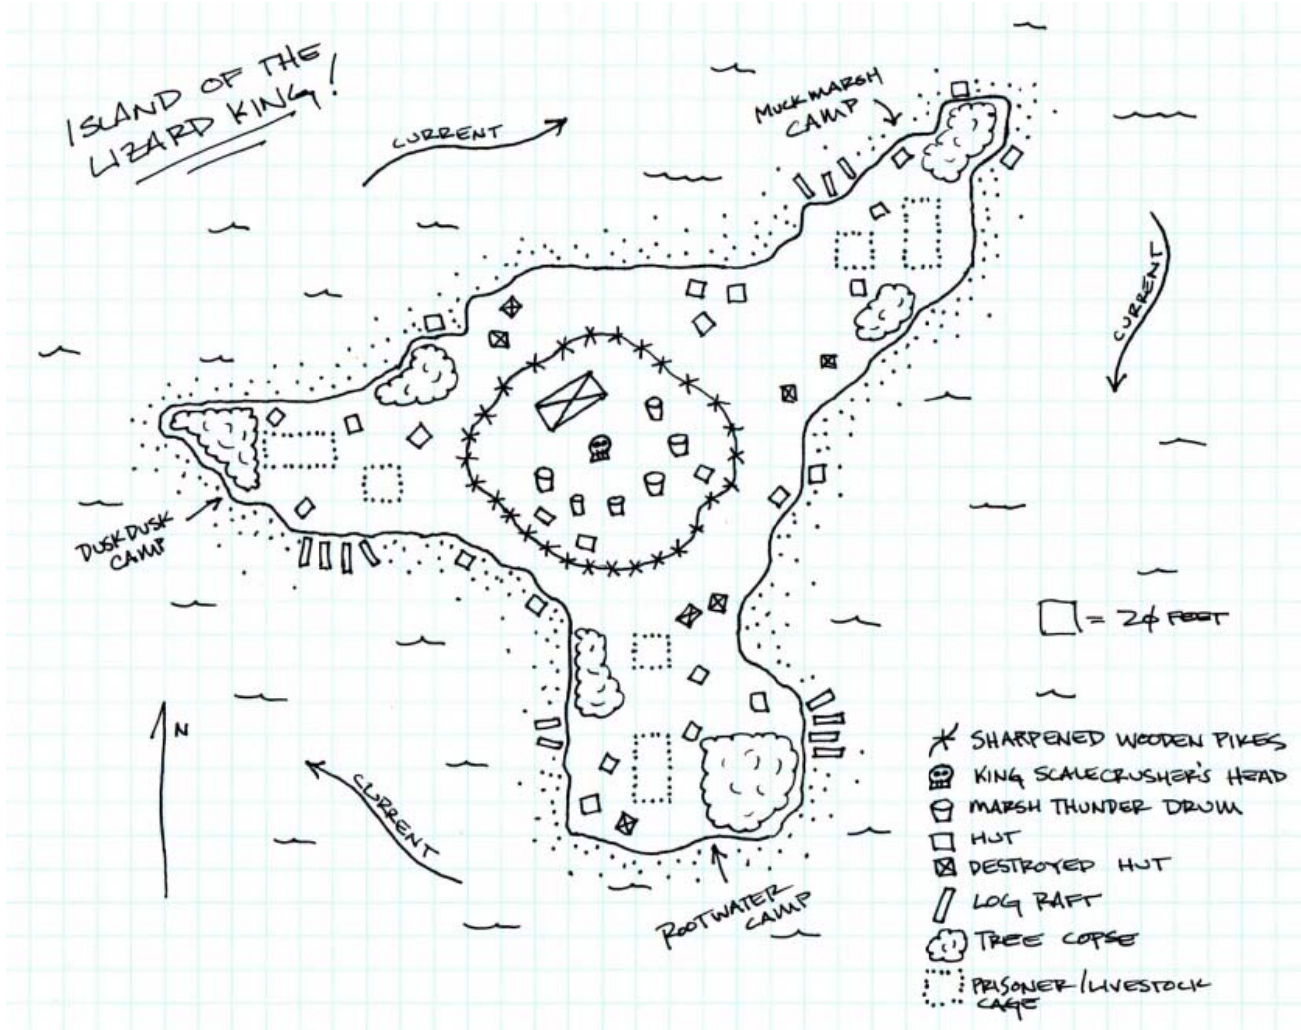 ISLAND OF THE
LIZARD KING!
CURRENT
MUCKMARSH
CAMP
CURRENT
DUSKDUSK
CAMP
= 20 FEET
N
CURRENT
ROOTWATER
CAMP
SHARPENED WOODEN PIKES
KING SCALECRUSHER'S HEAD
MARSH THUNDER DRUM
HUT
DESTROYED HUT
LOG RAFT
TREE COPSE
PRISONER/LIVESTOCK
CAGE